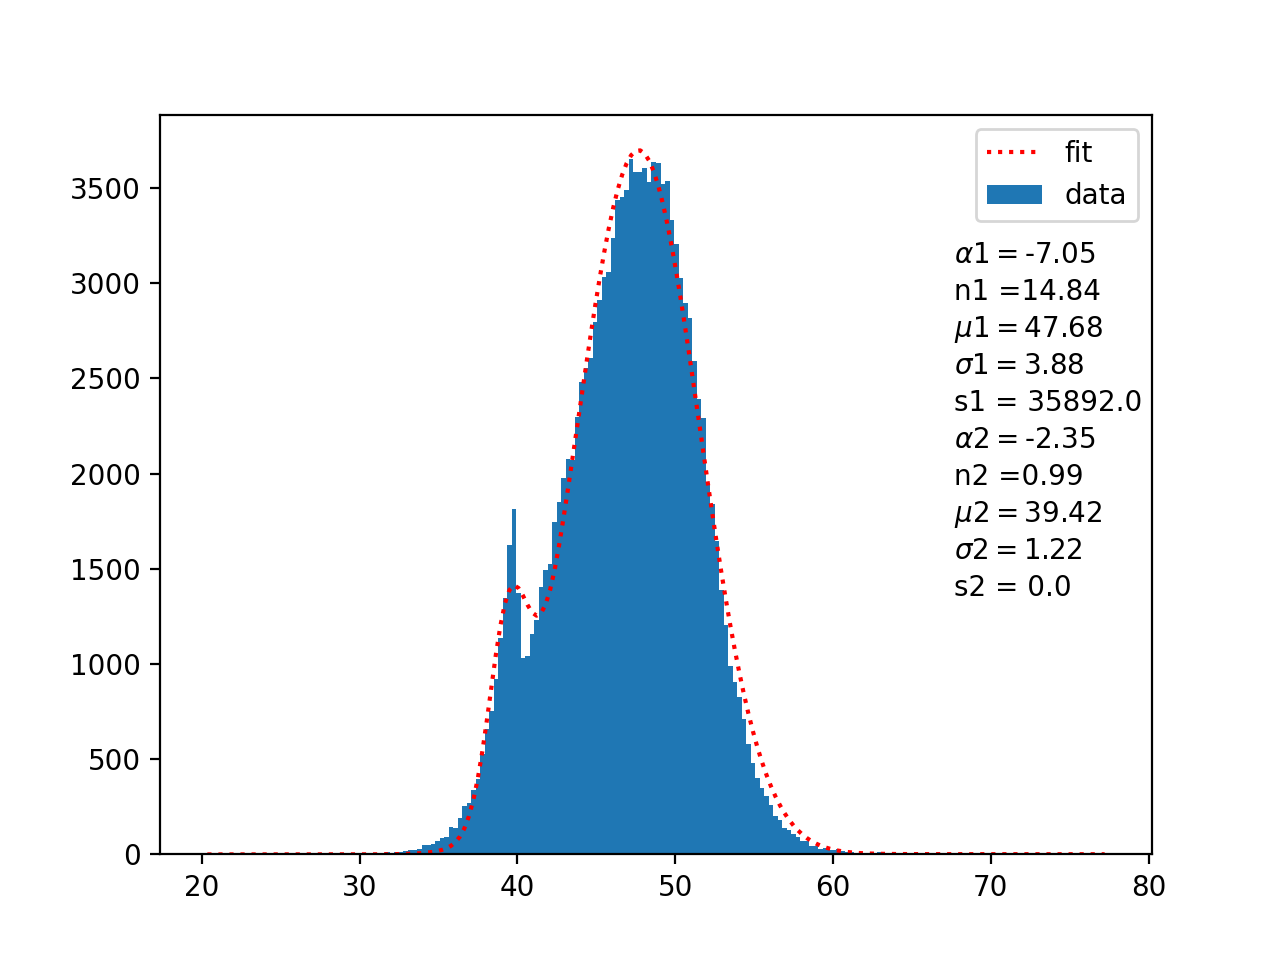 fit
data
α1 = -7.05
n1 =14.84
μ1 = 47.68
σ1 = 3.88
s1 = 35892.0
α2 = -2.35
n2 =0.99
μ2 = 39.42
σ2 = 1.22
s2 = 0.0
3500
3000
2500
2000
1500
1000
500
0
20 30 40 50 60 70 80